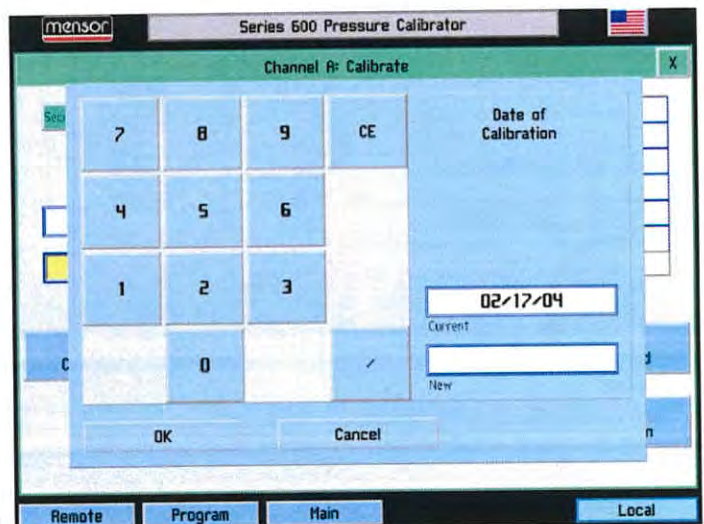 mensor
Series 600 Pressure Calibrator
Channel A: Calibrate
X
7
8
9
CE
Date of
Calibration
4
5
6
1
2
3
02/17/04
Current
0
/
New
OK
Cancel
Remote
Program
Main
Local